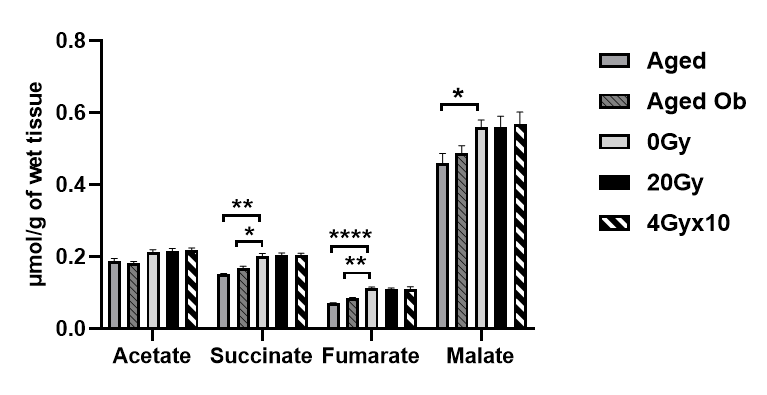 μmol/g of wet tissue
0.8
0.6
0.4
0.2
0.0
*
**
*
****
**
Acetate Succinate Fumarate Malate
Aged
Aged Ob
0Gy
20Gy
4Gyx10